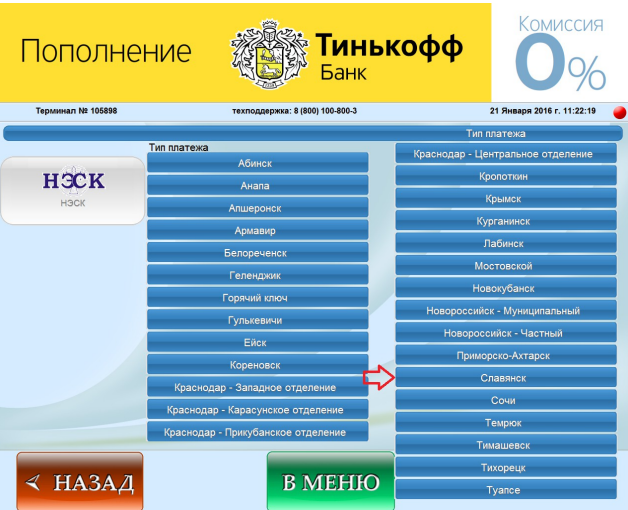 Пополнение
Тинькофф
Банк
Комиссия
0%
Терминал № 105898
техподдержка: 8 (800) 100-800-3
21 Января 2016 г. 11:22:19
Тип платежа
Тип платежа
НЭСК
НЭСК
Абинск
Анапа
Апшеронск
Армавир
Белореченск
Геленджик
Горячий ключ
Гулькевичи
Ейск
Кореновск
Краснодар - Западное отделение
Краснодар - Карасунское отделение
Краснодар - Прикубанское отделение
Краснодар - Центральное отделение
Кропоткин
Крымск
Курганинск
Лабинск
Мостовской
Новокубанск
Новороссийск - Муниципальный
Новороссийск - Частный
Приморско-Ахтарск
Славянск
Сочи
Темрюк
Тимашевск
Тихорецк
Туапсе
НАЗАД
В МЕНЮ